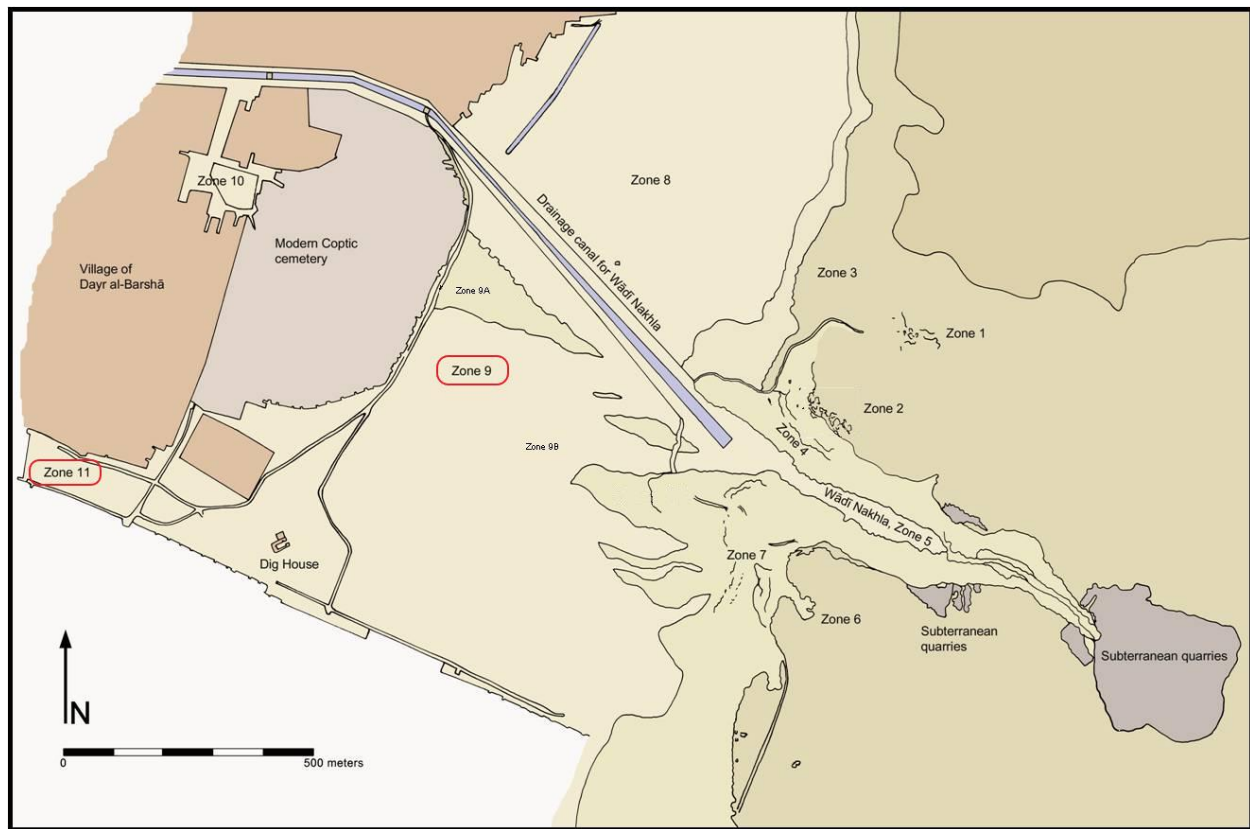 Zone 10
Zone 8
Drainage canal for Wādī Nakhla
Modern Coptic
cemetery
Village of
Dayr al-Barshā
Zone 9A
Zone 3
Zone 1
Zone 9
Zone 2
Zone 4
Zone 9B
Zone 11
Wādī Nakhla, Zone 5
Zone 7
Dig House
Zone 6
Subterranean
quarries
Subterranean quarries
N
0 500 meters